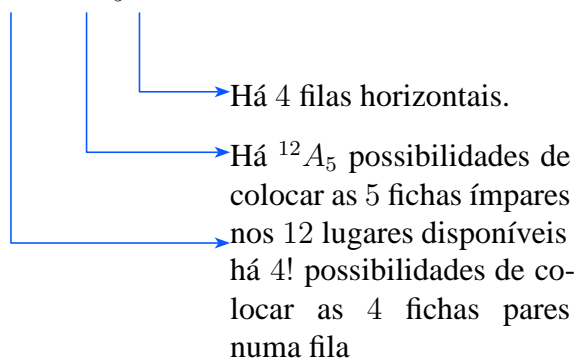 Há 4 filas horizontais.
Há ¹²A₅ possibilidades de
colocar as 5 fichas ímpares
nos 12 lugares disponíveis
há 4! possibilidades de co-
locar as 4 fichas pares
numa fila